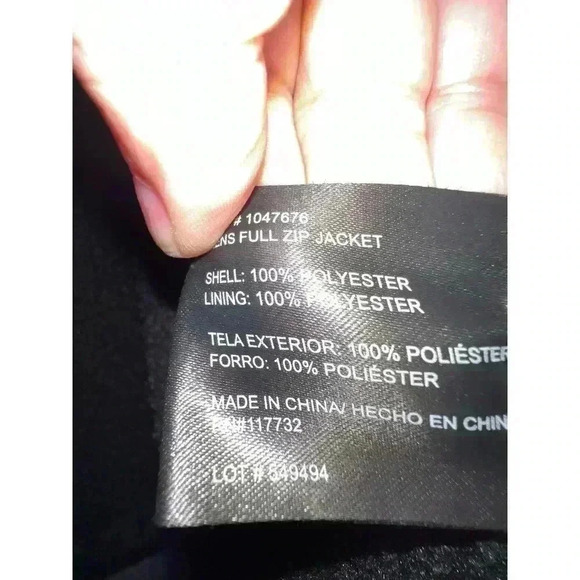 # 1047676
FULL ZIP JACKET
SHELL: 100% POLYESTER
LINING: 100% POLYESTER
TELA EXTERIOR: 100% POLIÉSTER
FORRO: 100% POLIÉSTER
MADE IN CHINA/ HECHO EN CHIN
#117732
LOT # 549494